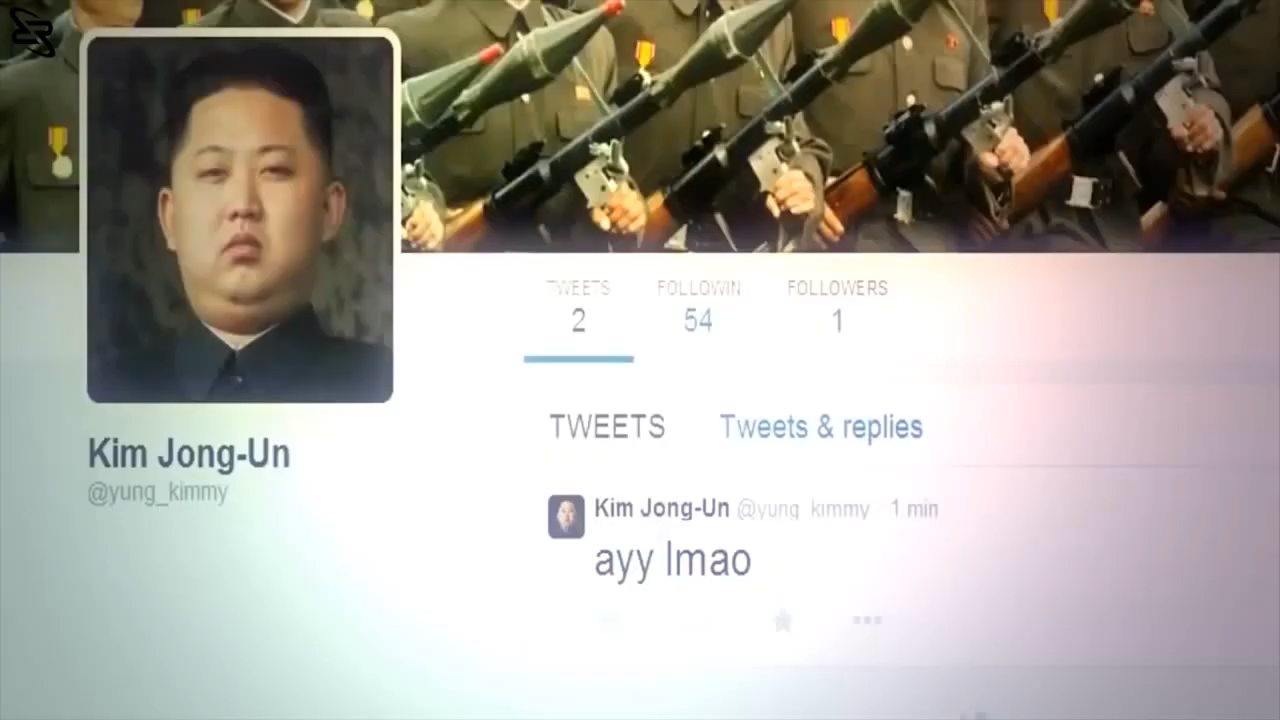 TWEETS FOLLOWIN FOLLOWERS
2 54 1
TWEETS Tweets & replies
Kim Jong-Un
@yung_kimmy
Kim Jong-Un @yung_kimmy · 1 min
ayy lmao